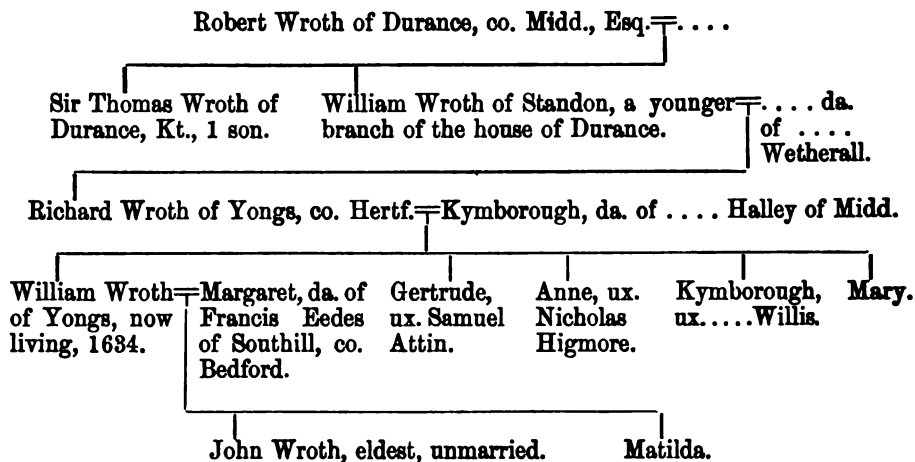 Robert Wroth of Durance, co. Midd., Esq.=. . . .
Sir Thomas Wroth of
Durance, Kt., 1 son.
William Wroth of Standon, a younger=. . . . da.
branch of the house of Durance.
of . . . .
Wetherall.
Richard Wroth of Yongs, co. Hertf.=Kymborough, da. of . . . . Halley of Midd.
William Wroth=
of Yongs, now
living, 1634.
Margaret, da. of
Francis Eedes
of Southill, co.
Bedford.
Gertrude,
ux. Samuel
Attin.
Anne, ux.
Nicholas
Higmore.
Kymborough,
ux.....Willis.
Mary.
John Wroth, eldest, unmarried.
Matilda.